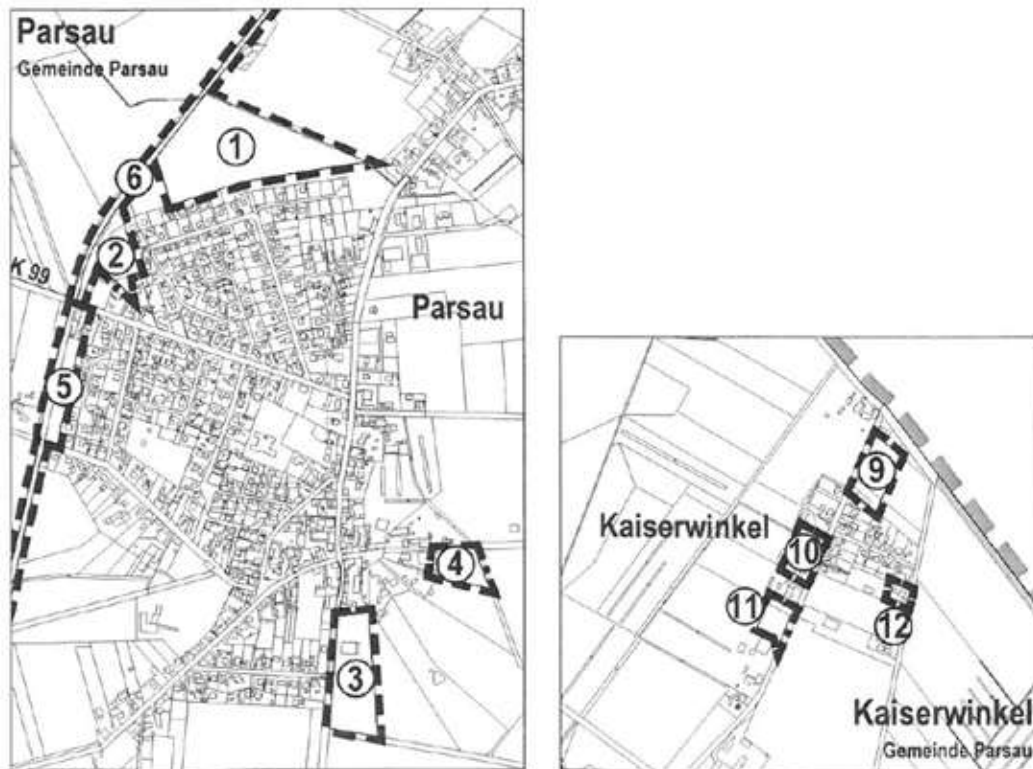 Parsau
Gemeinde Parsau
1
6
2
K 99
Parsau
5
4
3
9
Kaiserwinkel
10
11
12
Kaiserwinkel
Gemeinde Parsau